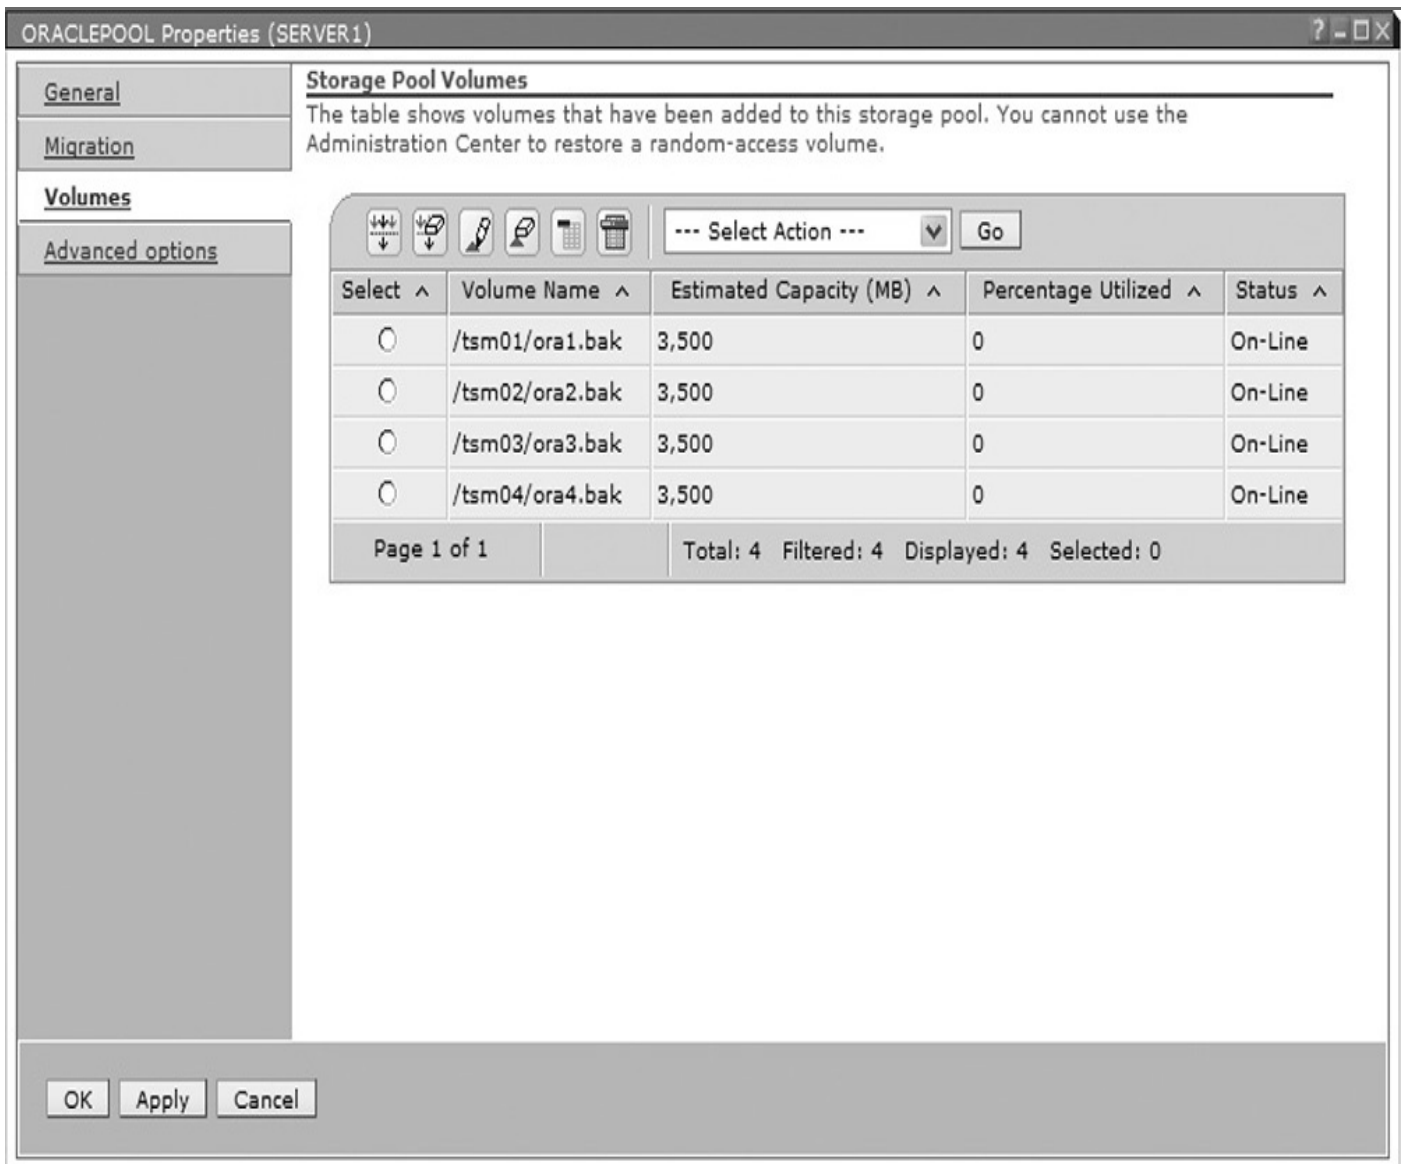 ORACLEPOOL Properties (SERVER1)
General
Migration
Volumes
Advanced options
Storage Pool Volumes
The table shows volumes that have been added to this storage pool. You cannot use the
Administration Center to restore a random-access volume.
--- Select Action --- Go
Select Volume Name Estimated Capacity (MB) Percentage Utilized Status
/tsm01/ora1.bak 3,500 0 On-Line
/tsm02/ora2.bak 3,500 0 On-Line
/tsm03/ora3.bak 3,500 0 On-Line
/tsm04/ora4.bak 3,500 0 On-Line
Page 1 of 1 Total: 4 Filtered: 4 Displayed: 4 Selected: 0
OK Apply Cancel